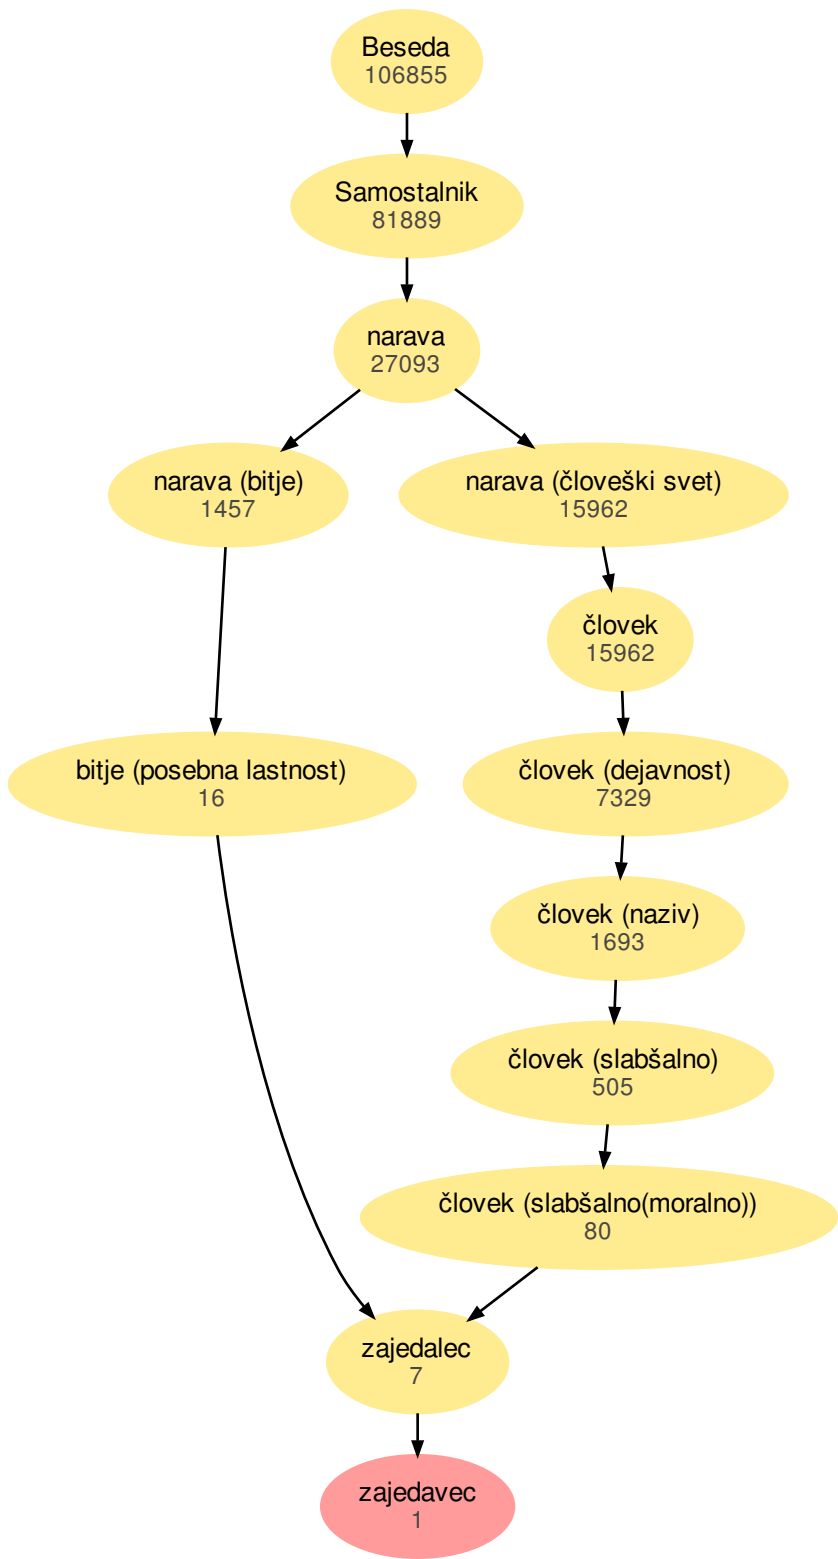 Beseda
106855
Samostalnik
81889
narava
27093
narava (bitje)
1457
narava (človeški svet)
15962
človek
15962
bitje (posebna lastnost)
16
človek (dejavnost)
7329
človek (naziv)
1693
človek (slabšalno)
505
človek (slabšalno(moralno))
80
zajedalec
7
zajedavec
1